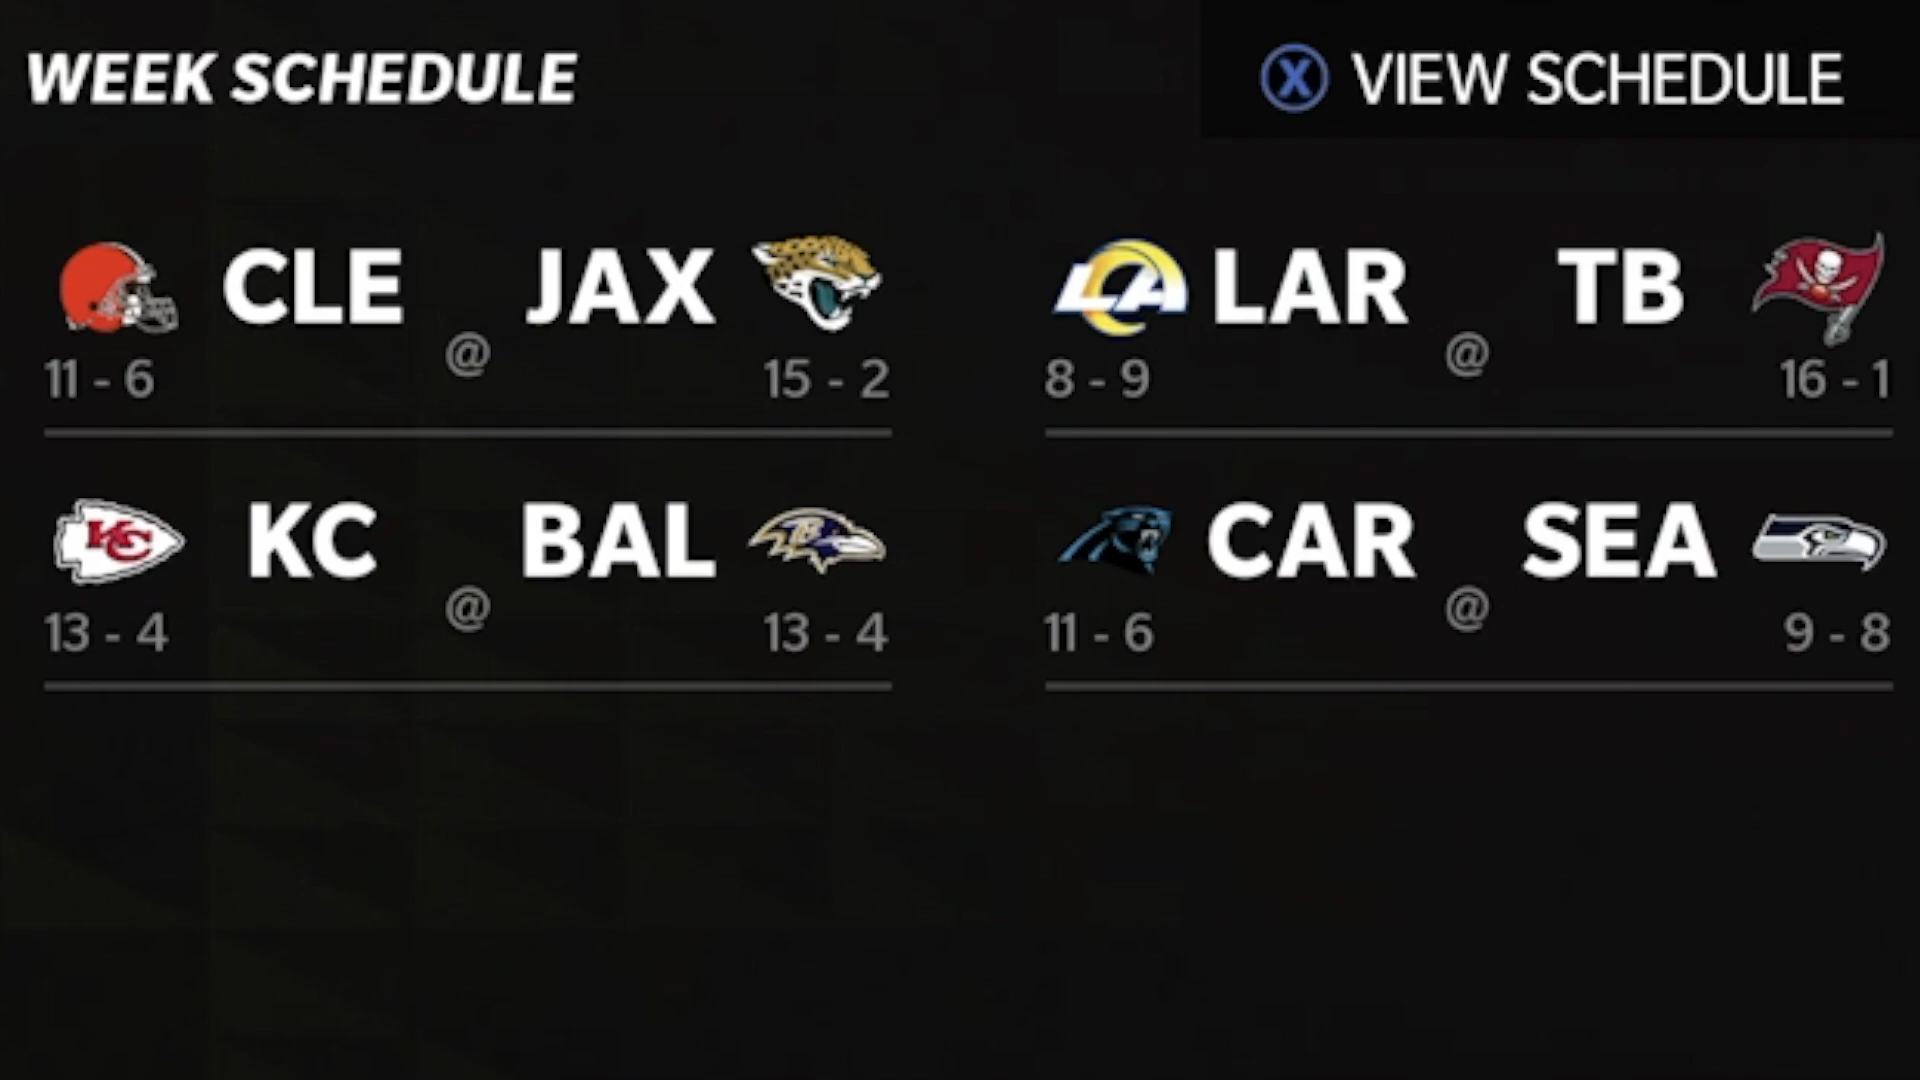 WEEK SCHEDULE
X VIEW SCHEDULE
CLE @ JAX
11 - 6 15 - 2
LAR @ TB
8 - 9 16 - 1
KC @ BAL
13 - 4 13 - 4
CAR @ SEA
11 - 6 9 - 8